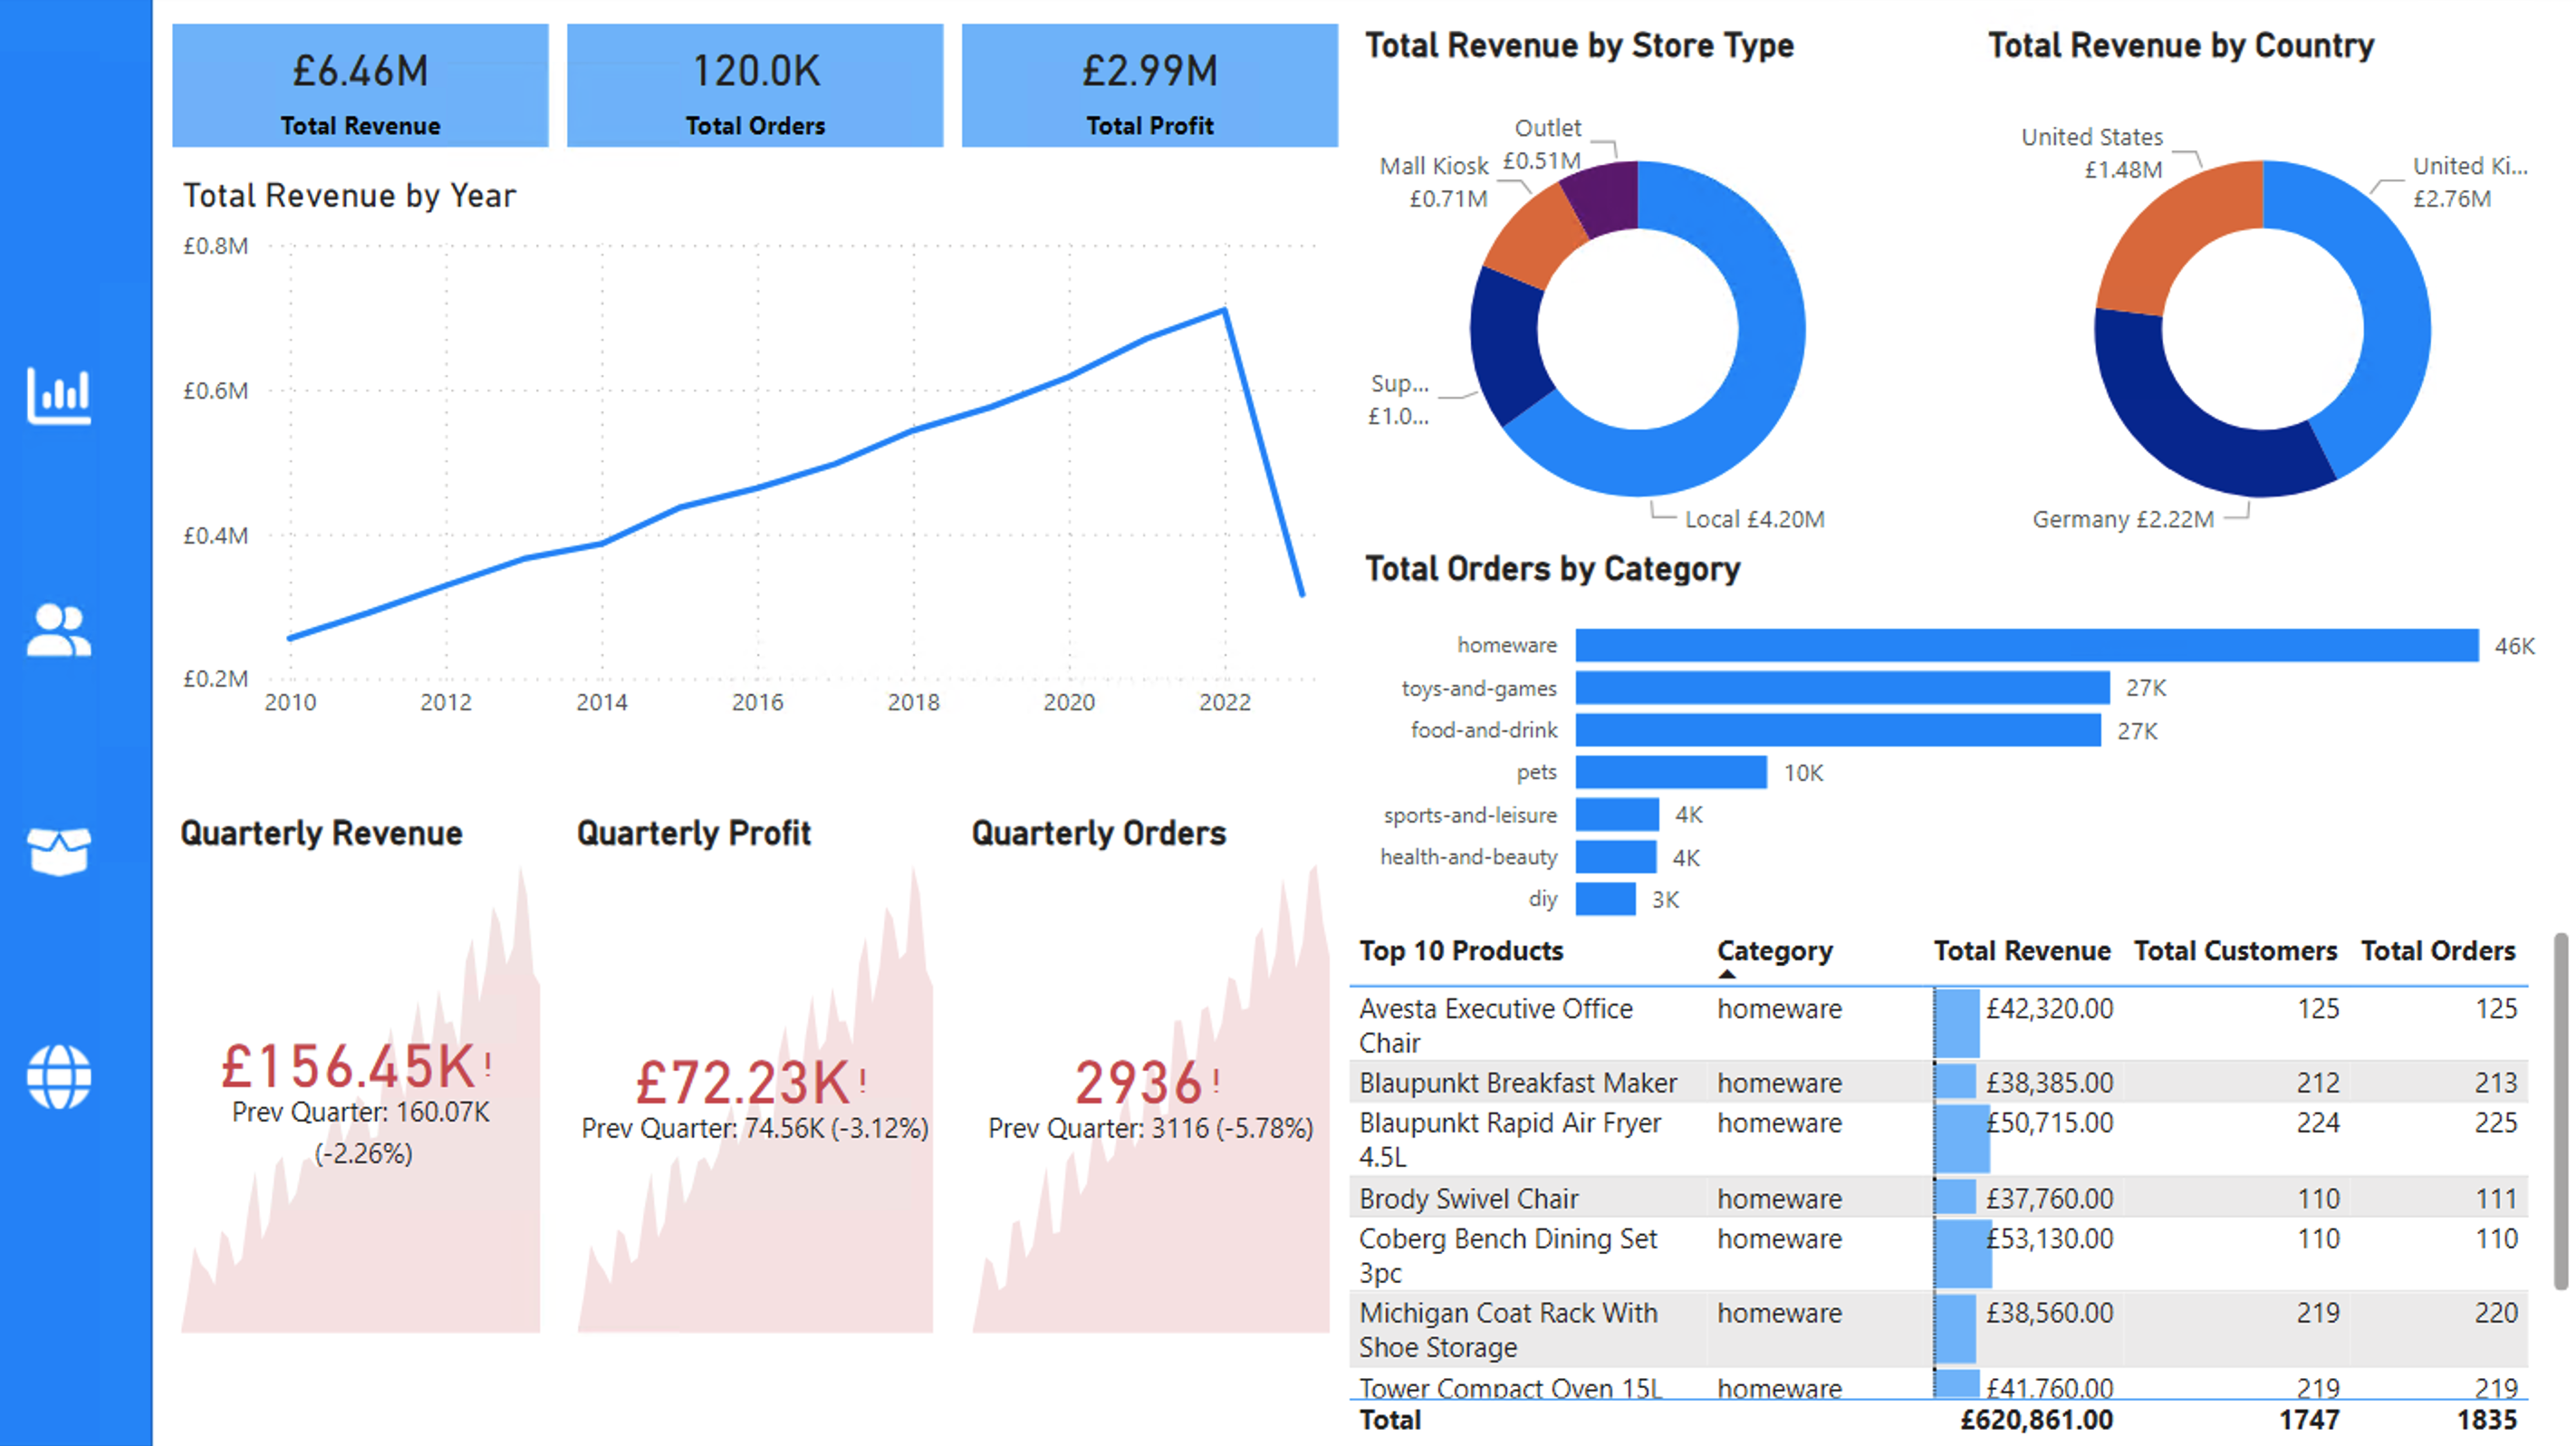 £6.46M
Total Revenue
120.0K
Total Orders
£2.99M
Total Profit
Total Revenue by Year
£0.8M
£0.6M
£0.4M
£0.2M
2010 2012 2014 2016 2018 2020 2022
Quarterly Revenue
£156.45K!
Prev Quarter: 160.07K
(-2.26%)
Quarterly Profit
£72.23K!
Prev Quarter: 74.56K (-3.12%)
Quarterly Orders
2936!
Prev Quarter: 3116 (-5.78%)
Total Revenue by Store Type
Outlet
£0.51M
Mall Kiosk
£0.71M
Sup...
£1.0...
Local £4.20M
Total Revenue by Country
United States
£1.48M
United Ki...
£2.76M
Germany £2.22M
Total Orders by Category
homeware 46K
toys-and-games 27K
food-and-drink 27K
pets 10K
sports-and-leisure 4K
health-and-beauty 4K
diy 3K
Top 10 Products Category Total Revenue Total Customers Total Orders
Avesta Executive Office homeware £42,320.00 125 125
Chair
Blaupunkt Breakfast Maker homeware £38,385.00 212 213
Blaupunkt Rapid Air Fryer homeware £50,715.00 224 225
4.5L
Brody Swivel Chair homeware £37,760.00 110 111
Coberg Bench Dining Set homeware £53,130.00 110 110
3pc
Michigan Coat Rack With homeware £38,560.00 219 220
Shoe Storage
Tower Compact Oven 15L homeware £41,760.00 219 219
Total £620,861.00 1747 1835